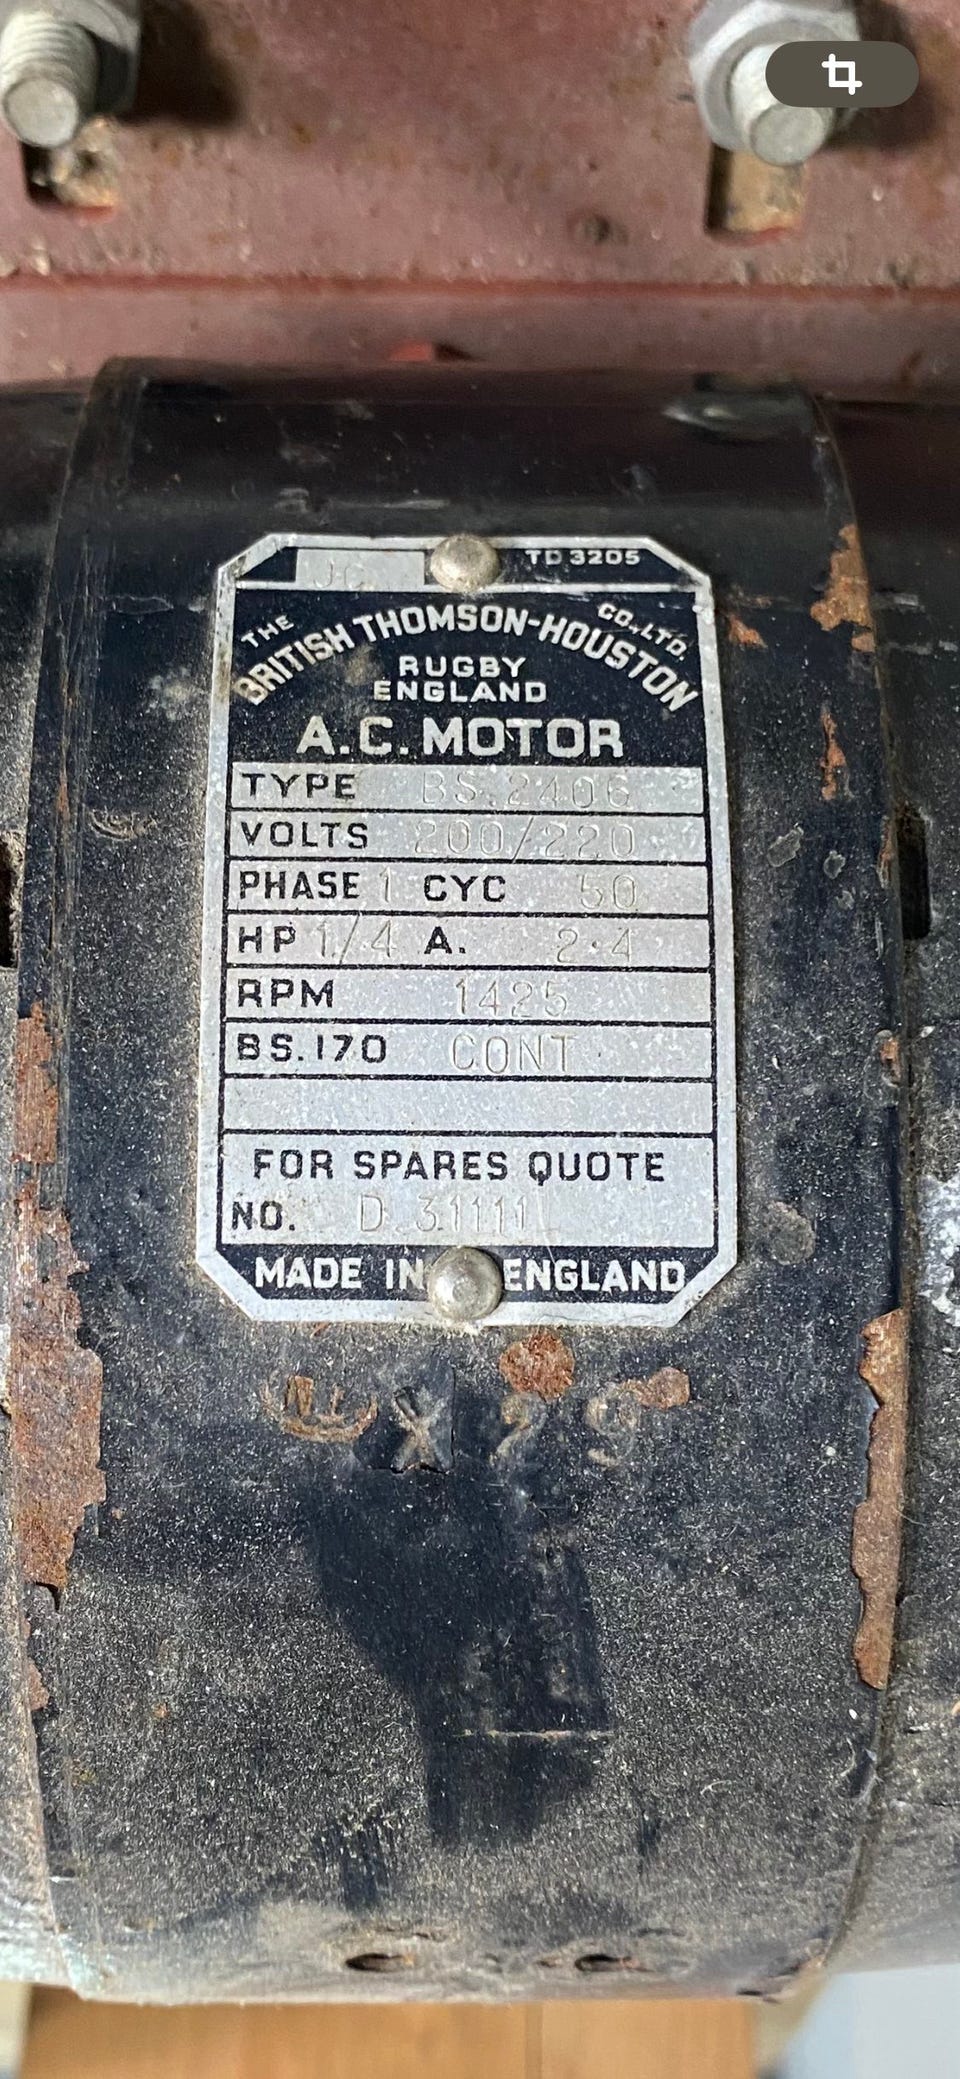 JC TD 3205
THE BRITISH THOMSON-HOUSTON CO., LTD.
RUGBY
ENGLAND
A.C. MOTOR
TYPE BS.2406
VOLTS 200/220
PHASE 1 CYC 50
HP 1/4 A. 2.4
RPM 1425
BS.170 CONT
FOR SPARES QUOTE
NO. D.31111
MADE IN ENGLAND
X 29